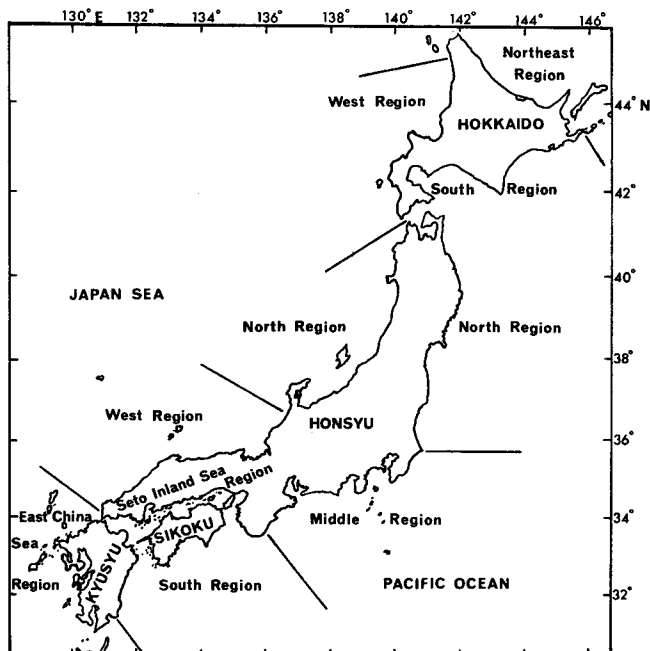 130° E 132° 134° 136° 138° 140° 142° 144° 146°
Northeast
Region
West Region
44° N
HOKKAIDO
South Region
42°
40°
JAPAN SEA
North Region
North Region
38°
West Region
HONSYU
36°
Seto Inland Sea Region
East China
Sea
Region
34°
SIKOKU
Middle Region
KYUSYU
South Region
PACIFIC OCEAN
32°